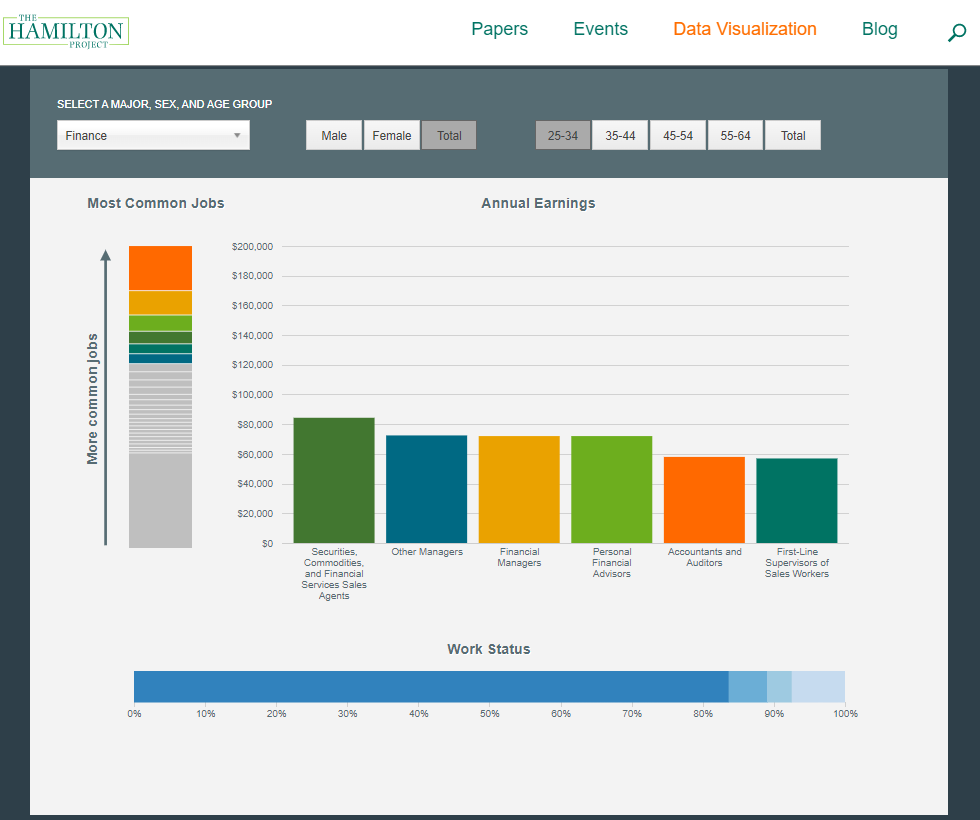 THE
HAMILTON
PROJECT
Papers
Events
Data Visualization
Blog
SELECT A MAJOR, SEX, AND AGE GROUP
Finance
Male
Female
Total
25-34
35-44
45-54
55-64
Total
Most Common Jobs
Annual Earnings
More common jobs
$200,000
$180,000
$160,000
$140,000
$120,000
$100,000
$80,000
$60,000
$40,000
$20,000
$0
Securities,
Commodities,
and Financial
Services Sales
Agents
Other Managers
Financial
Managers
Personal
Financial
Advisors
Accountants and
Auditors
First-Line
Supervisors of
Sales Workers
Work Status
0%
10%
20%
30%
40%
50%
60%
70%
80%
90%
100%